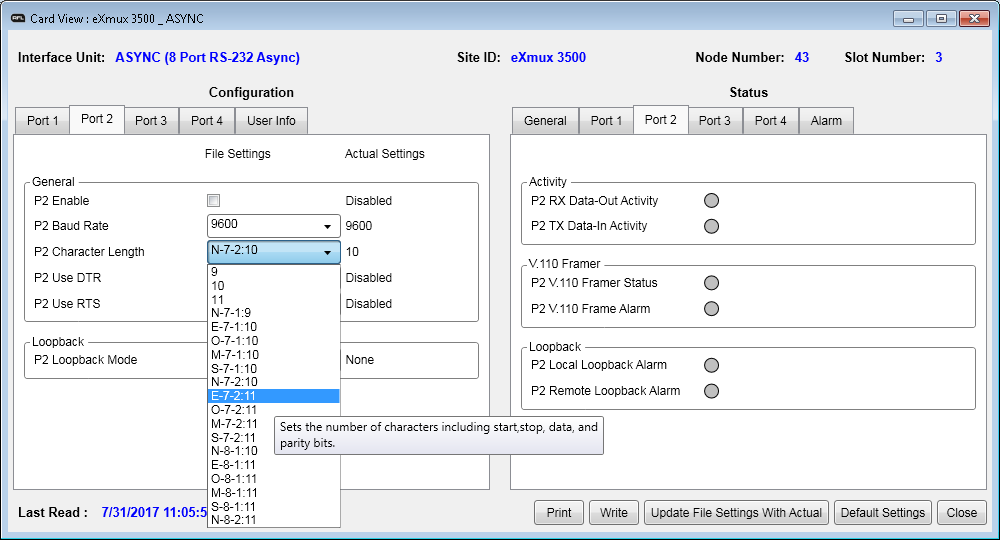 AFL Card View : eXmux 3500 _ ASYNC
Interface Unit: ASYNC (8 Port RS-232 Async) Site ID: eXmux 3500 Node Number: 43 Slot Number: 3
Configuration
Port 1 Port 2 Port 3 Port 4 User Info
File Settings Actual Settings
General
P2 Enable Disabled
P2 Baud Rate 9600 9600
P2 Character Length N-7-2:10 10
P2 Use DTR Disabled
P2 Use RTS Disabled
9
10
11
N-7-1:9
E-7-1:10
O-7-1:10
M-7-1:10
S-7-1:10
N-7-2:10
E-7-2:11
O-7-2:11
M-7-2:11
S-7-2:11
N-8-1:10
E-8-1:11
O-8-1:11
M-8-1:11
S-8-1:11
N-8-2:11
Loopback
P2 Loopback Mode None
Sets the number of characters including start,stop, data, and
parity bits.
Status
General Port 1 Port 2 Port 3 Port 4 Alarm
Activity
P2 RX Data-Out Activity
P2 TX Data-In Activity
V.110 Framer
P2 V.110 Framer Status
P2 V.110 Frame Alarm
Loopback
P2 Local Loopback Alarm
P2 Remote Loopback Alarm
Last Read : 7/31/2017 11:05:5
Print Write Update File Settings With Actual Default Settings Close